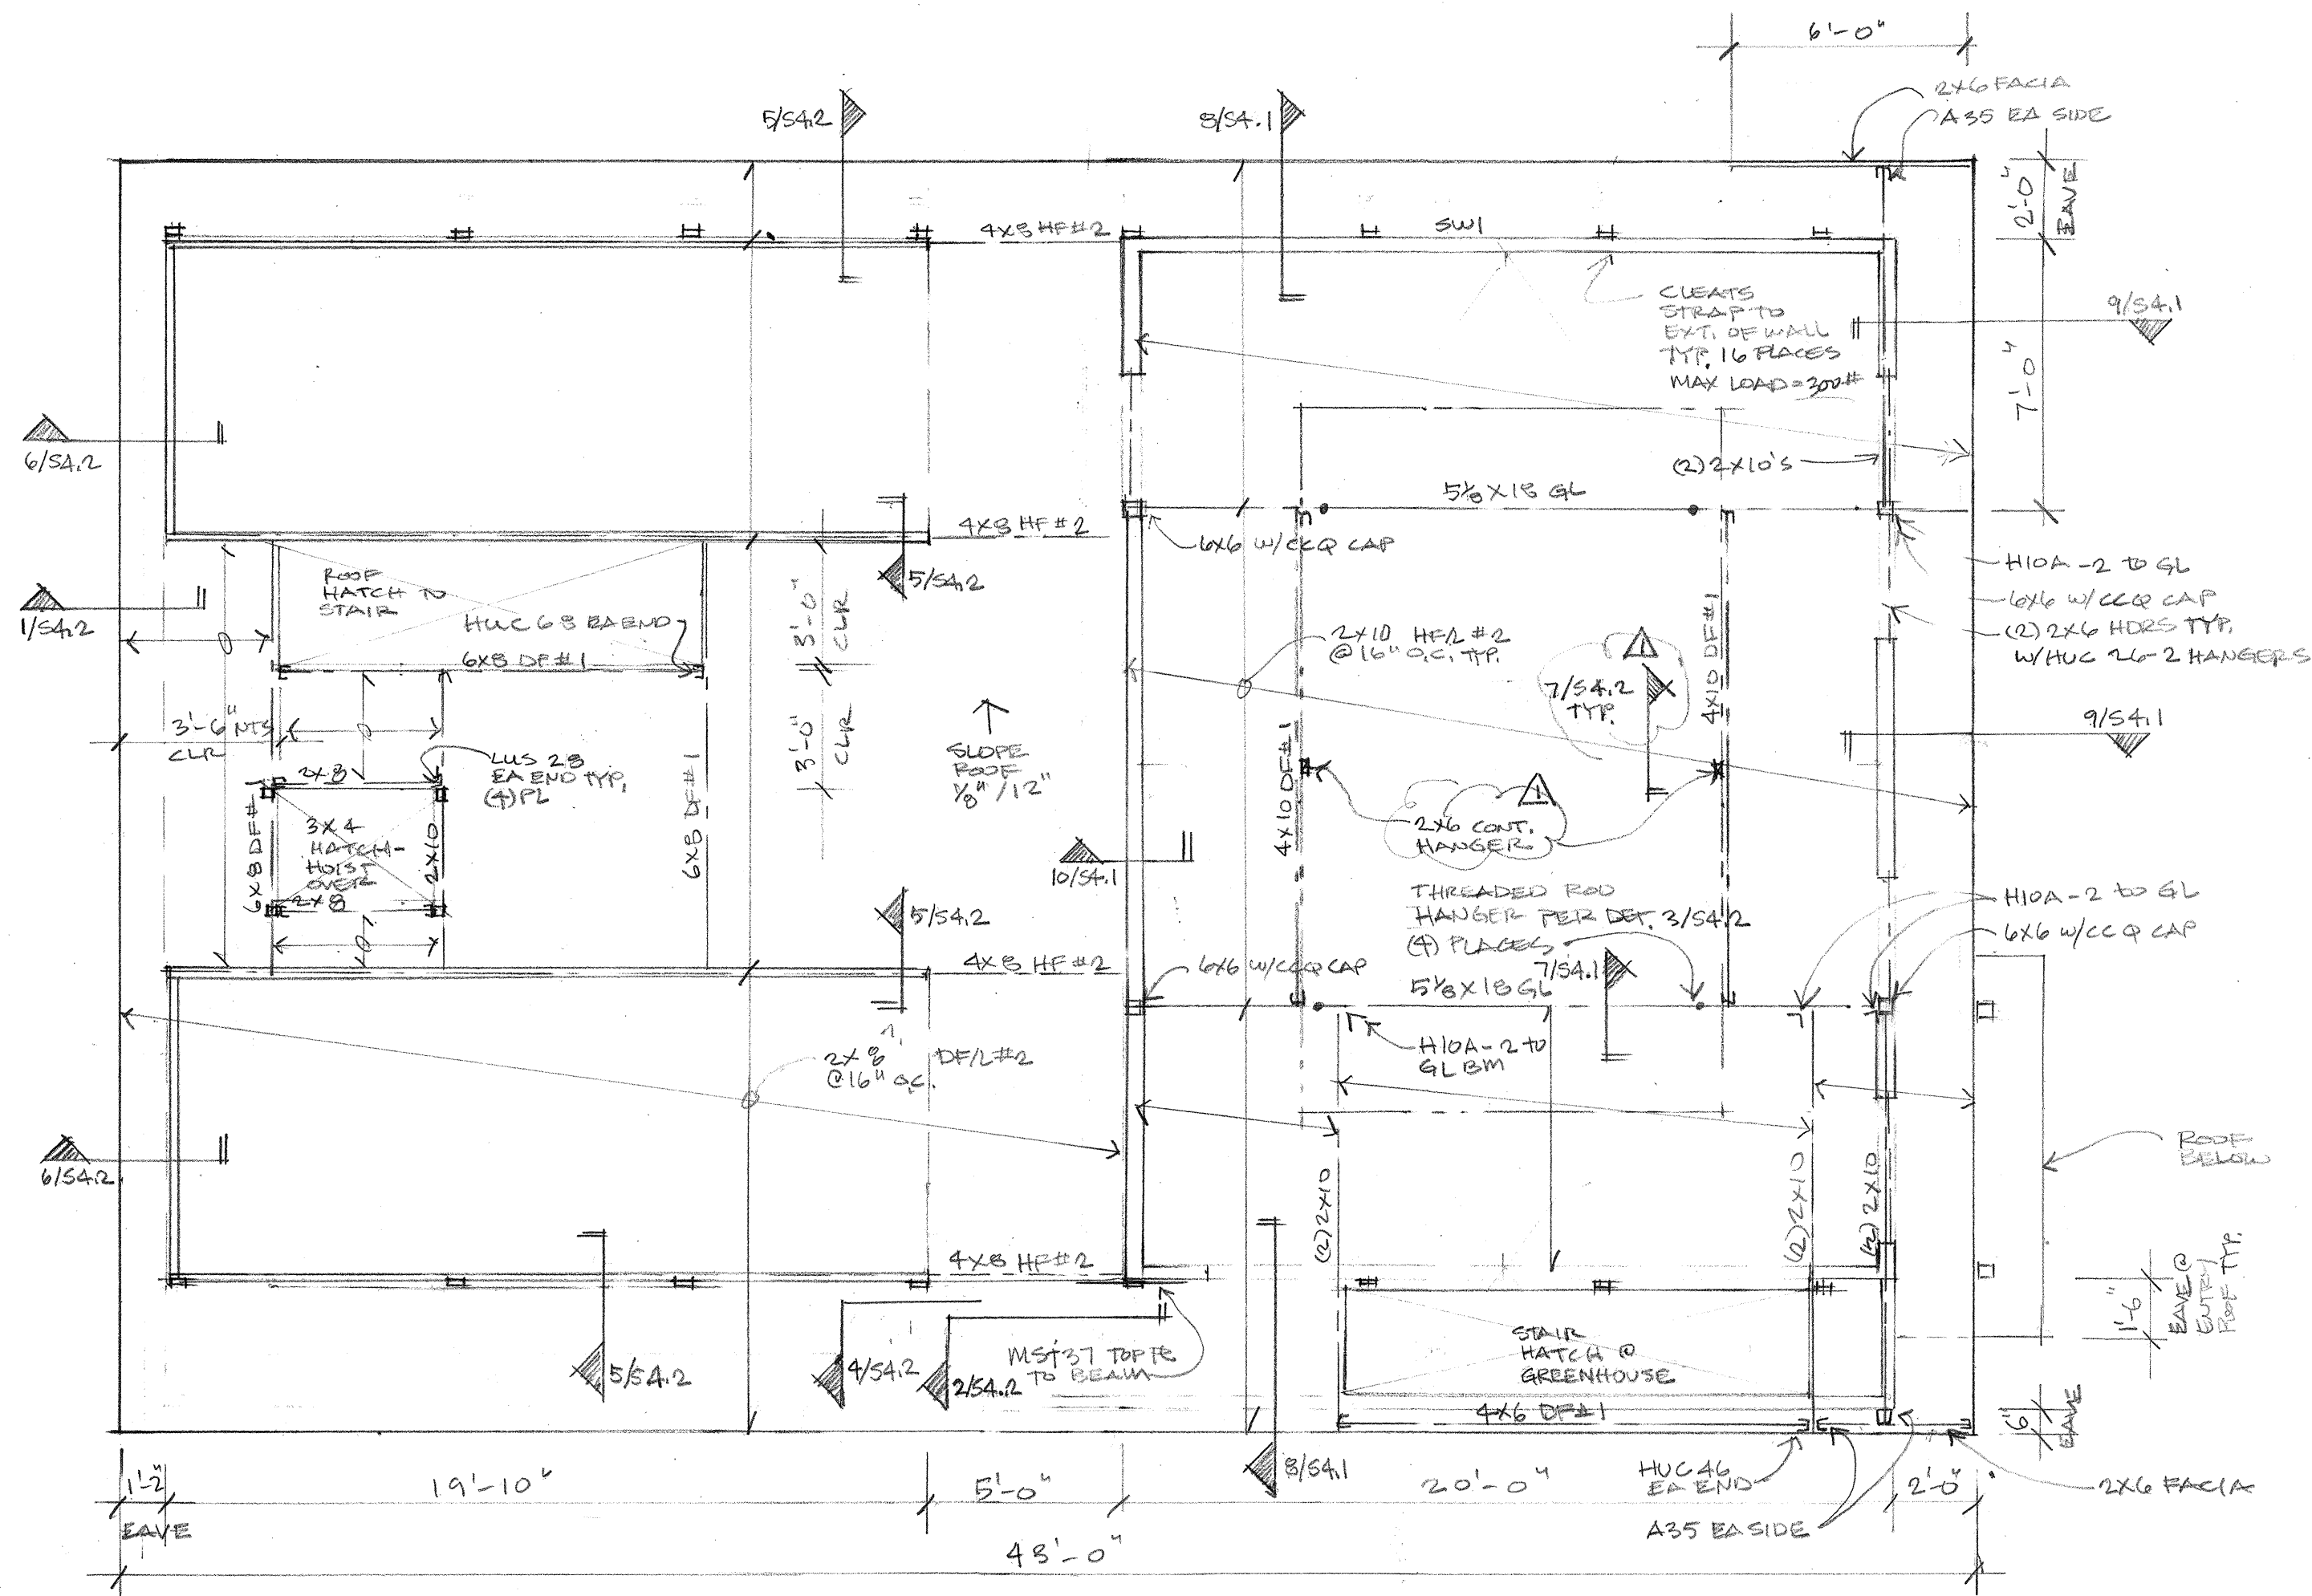 6'-0"
2X6 FACIA
A35 EA SIDE
5/S4.2
8/S4.1
2'-0"
EAVE
4X8 HF#2
SW1
CLEATS
STRAP TO
EXT. OF WALL
TYP. 16 PLACES
MAX LOAD = 300#
9/S4.1
7'-0"
6/S4.2
(2) 2X10'S
5 1/8 X 18 GL
4X8 HF #2
6X6 W/CCQ CAP
5/S4.2
H10A-2 TO GL
6X6 W/CCQ CAP
(2) 2X6 HDRS TYP.
W/HUC 26-2 HANGERS
ROOF
HATCH TO
STAIR
1/S4.2
HUC 68 EA END
6X8 DF#1
3'-0"
CLR
2X10 HF/L #2
@16" O.C. TYP.
7/S4.2
TYP.
1
4X10 DF#1
3'-6" NTS
CLR
2X8
LUS 28
EA END TYP.
(4) PL
3'-0"
CLR
SLOPE
ROOF
1/8"/12"
9/S4.1
6X8 DF#1
3X4
HATCH-
HOIST
OVER
2X8
2X10
6X8 DF#1
4X10 DF#1
1
2X6 CONT.
HANGER
10/S4.1
THREADED ROD
HANGER PER DET. 3/S4.2
(4) PLACES
7/S4.1
5 1/8 X 18 GL
H10A-2 TO GL
6X6 W/CCQ CAP
5/S4.2
4X8 HF #2
6X6 W/CCQ CAP
2X8 DF/L#2
@16" O.C.
H10A-2 TO
GL BM
6/S4.2
(2) 2X10
(2) 2X10
(2) 2X10
ROOF
BELOW
4X8 HF#2
1'-6"
EAVE @
ENTRY/
ROOF TYP.
5/S4.2
4/S4.2
2/S4.2
MST37 TOP PL
TO BEAM
STAIR
HATCH @
GREENHOUSE
4X6 DF#1
6"
EAVE
8/S4.1
1'-2"
EAVE
19'-10"
5'-0"
20'-0"
HUC46
EA END
A35 EA SIDE
2'-0"
2X6 FACIA
48'-0"